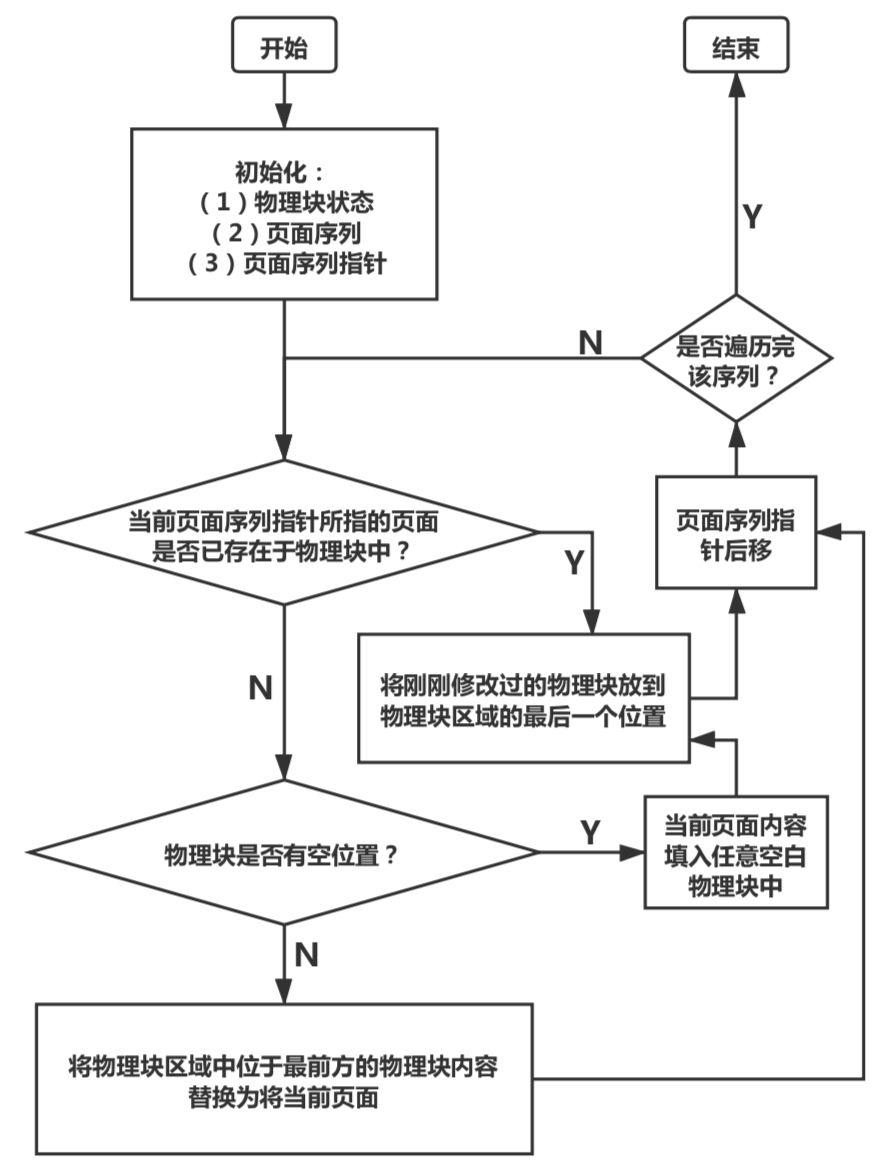 开始
结束
初始化：
（1）物理块状态
（2）页面序列
（3）页面序列指针
Y
N
是否遍历完
该序列？
当前页面序列指针所指的页面
是否已存在于物理块中？
Y
页面序列指
针后移
N
将刚刚修改过的物理块放到
物理块区域的最后一个位置
物理块是否有空位置？
Y
当前页面内容
填入任意空白
物理块中
N
将物理块区域中位于最前方的物理块内容
替换为将当前页面